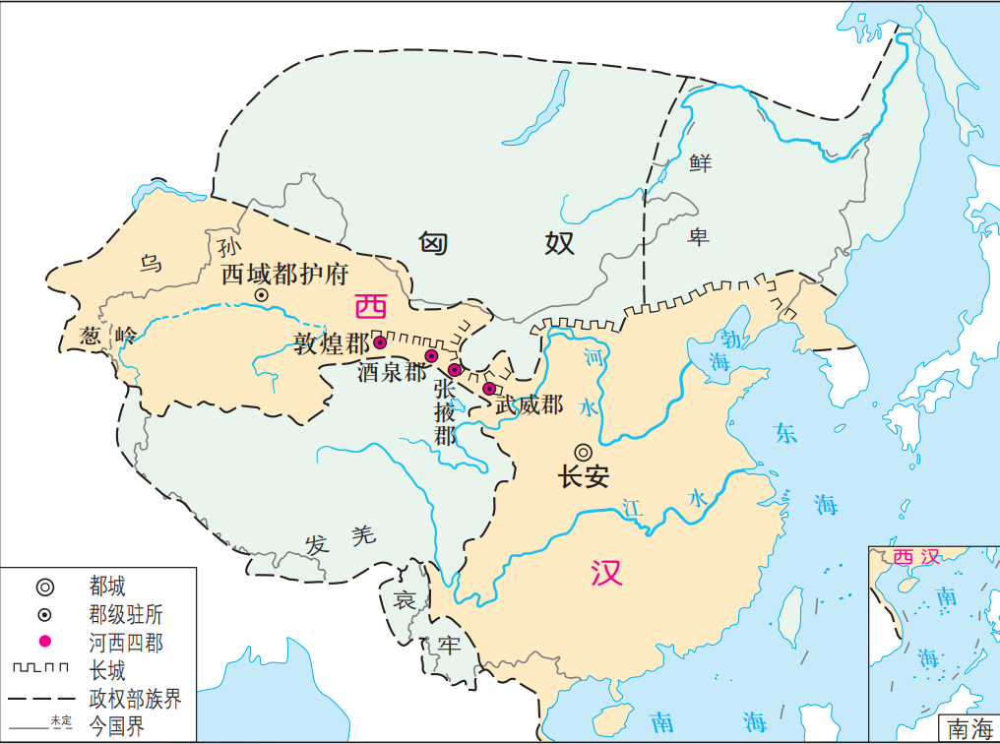 鲜
卑
匈 奴
乌 孙
西域都护府
西
葱 岭
敦煌郡
酒泉郡
张掖郡
武威郡
河
水
渤
海
东
海
长安
江 水
发 羌
汉
哀
牢
南 海
西汉
南
海
南海
都城
郡级驻所
河西四郡
长城
政权部族界
未定
今国界